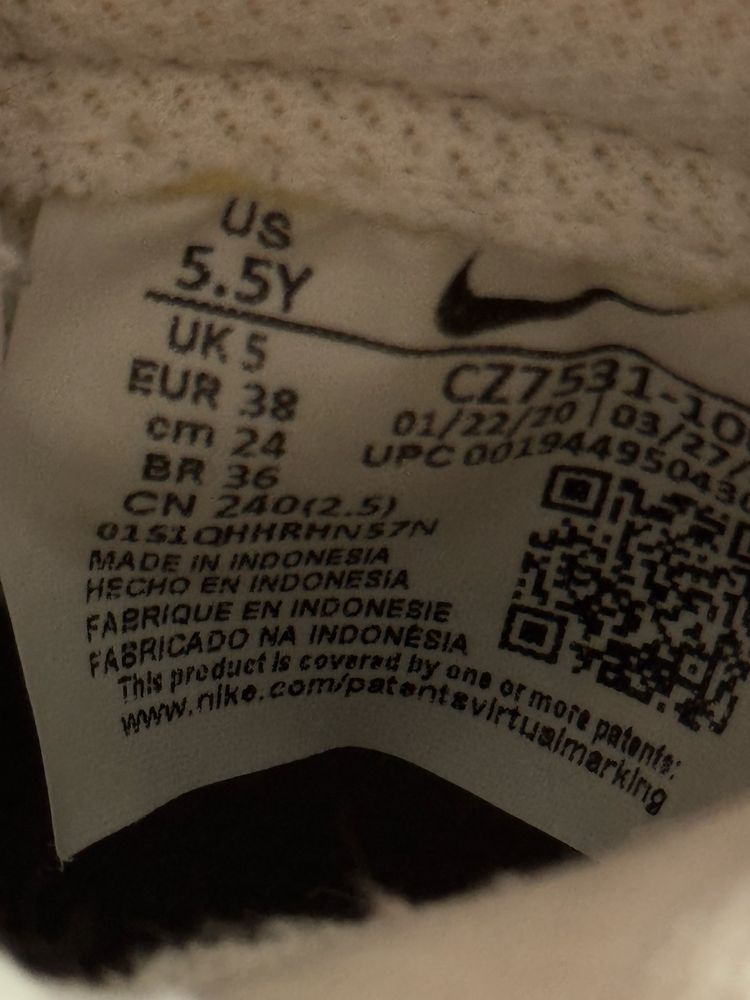 US
5.5Y
UK 5
EUR 38
cm 24
BR 36
CN 240(2.5)
01S1QHHRHN57N
MADE IN INDONESIA
HECHO EN INDONESIA
FABRIQUE EN INDONESIE
FABRICADO NA INDONÉSIA
This product is covered by one or more patents:
www.nike.com/patentsvirtualmarking
CZ7531-10
01/22/20 | 03/27/
UPC 00194495043